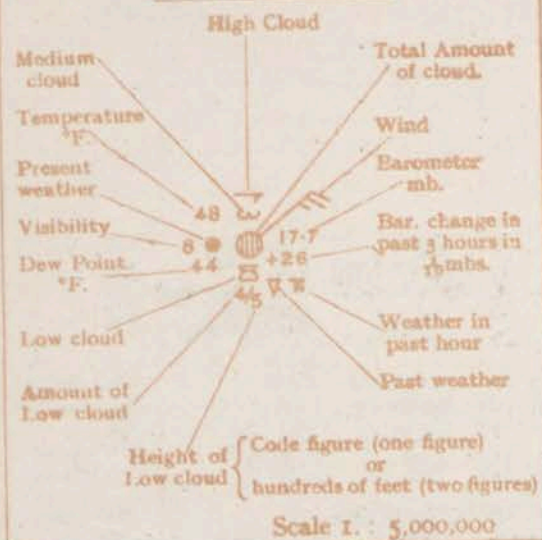 High Cloud
Medium
cloud
Total Amount
of cloud.
Temperature
°F.
Wind
Present
weather
Barometer
mb.
48
Visibility
8
17.7
Bar. change in
past 3 hours in
mbs.
Dew Point
°F.
44
+26
Low cloud
4/5
Weather in
past hour
Amount of
Low cloud
Past weather
Height of
Low cloud
Code figure (one figure)
or
hundreds of feet (two figures)
Scale 1. : 5,000,000